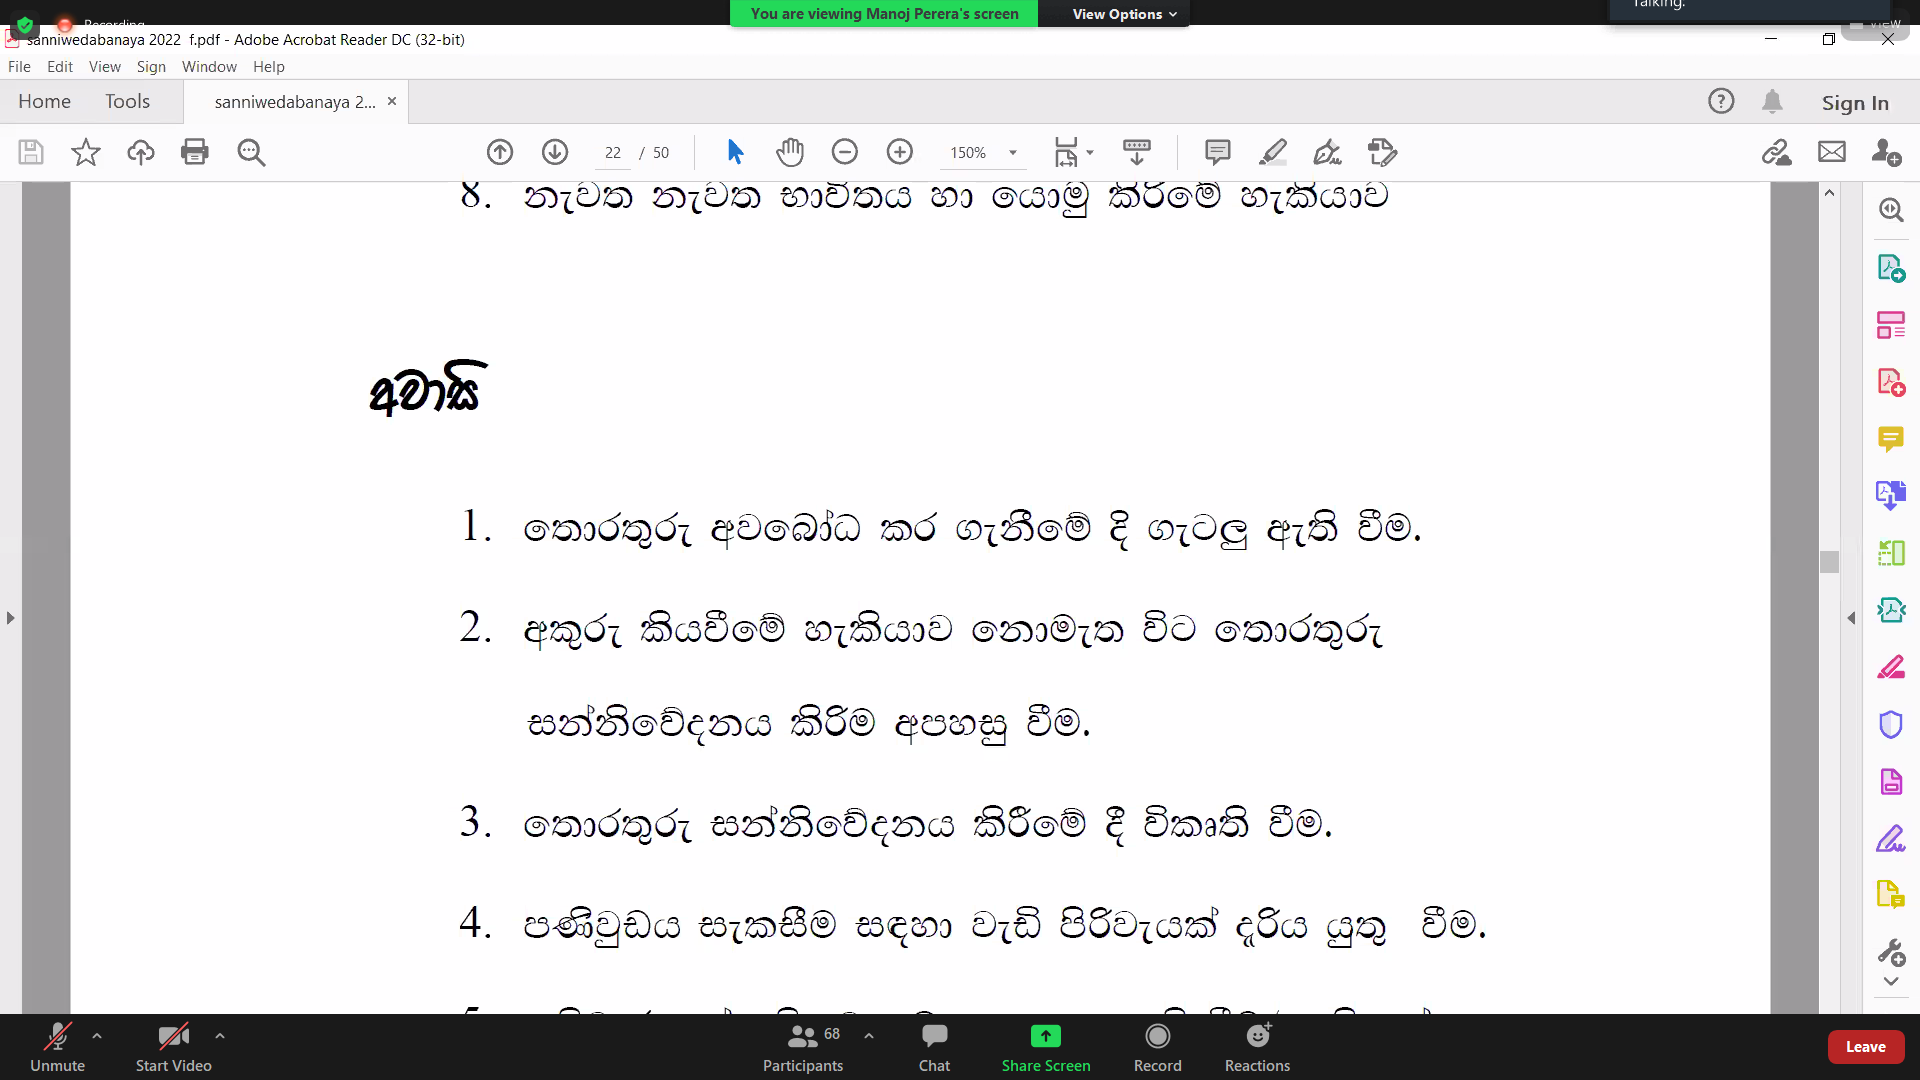 You are viewing Manoj Perera's screen
View Options
Talking:
Recording
View
sanniwedabanaya 2022 f.pdf - Adobe Acrobat Reader DC (32-bit)
File Edit View Sign Window Help
Home Tools sanniwedabanaya 2... × Sign In
22 / 50 150%
8. නැවත නැවත භාවිතය හා යොමු කිරීමේ හැකියාව
අවාසි
1. තොරතුරු අවබෝධ කර ගැනීමේ දි ගැටලු ඇති වීම.
2. අකුරු කියවීමේ හැකියාව නොමැත විට තොරතුරු
සන්නිවේදනය කිරිම අපහසු වීම.
3. තොරතුරු සන්නිවේදනය කිරීමේ දී විකෘති වීම.
4. පණිවුඩය සැකසීම සඳහා වැඩි පිරිවැයක් දැරිය යුතු වීම.
Unmute Start Video Participants 68 Chat Share Screen Record Reactions Leave